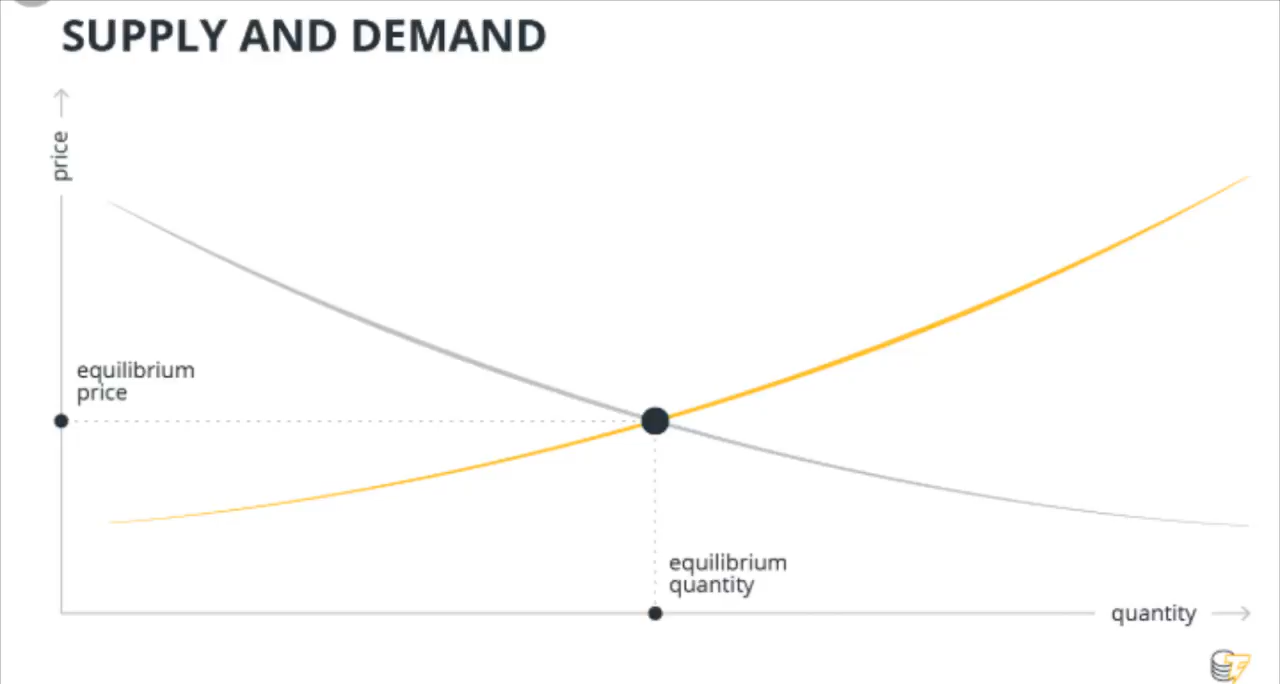 SUPPLY AND DEMAND
price
equilibrium
price
equilibrium
quantity
quantity